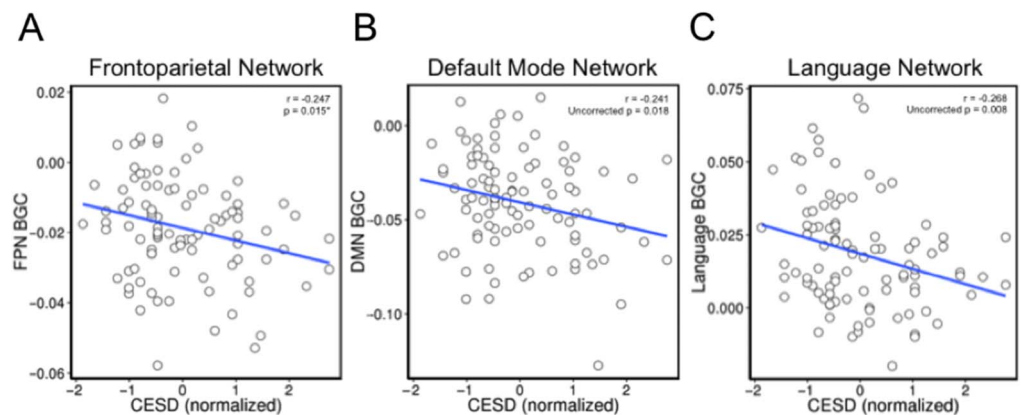 A
B
C
Frontoparietal Network
Default Mode Network
Language Network
r = -0.247
p = 0.015*
r = -0.241
Uncorrected p = 0.018
r = -0.268
Uncorrected p = 0.008
FPN BGC
0.02
0.00
−0.02
−0.04
−0.06
−2
−1
0
1
2
CESD (normalized)
DMN BGC
0.00
−0.05
−0.10
−2
−1
0
1
2
CESD (normalized)
Language BGC
0.075
0.050
0.025
0.000
−2
−1
0
1
2
CESD (normalized)